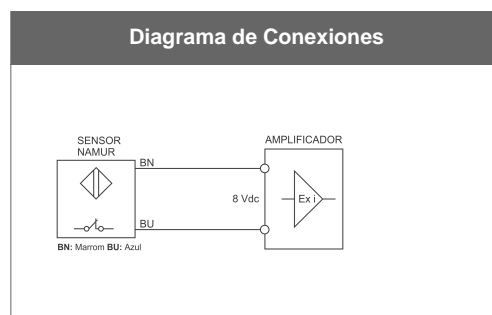 Diagrama de Conexiones
SENSOR
NAMUR
BN
AMPLIFICADOR
8 Vdc
Ex i
BU
BN: Marrom BU: Azul